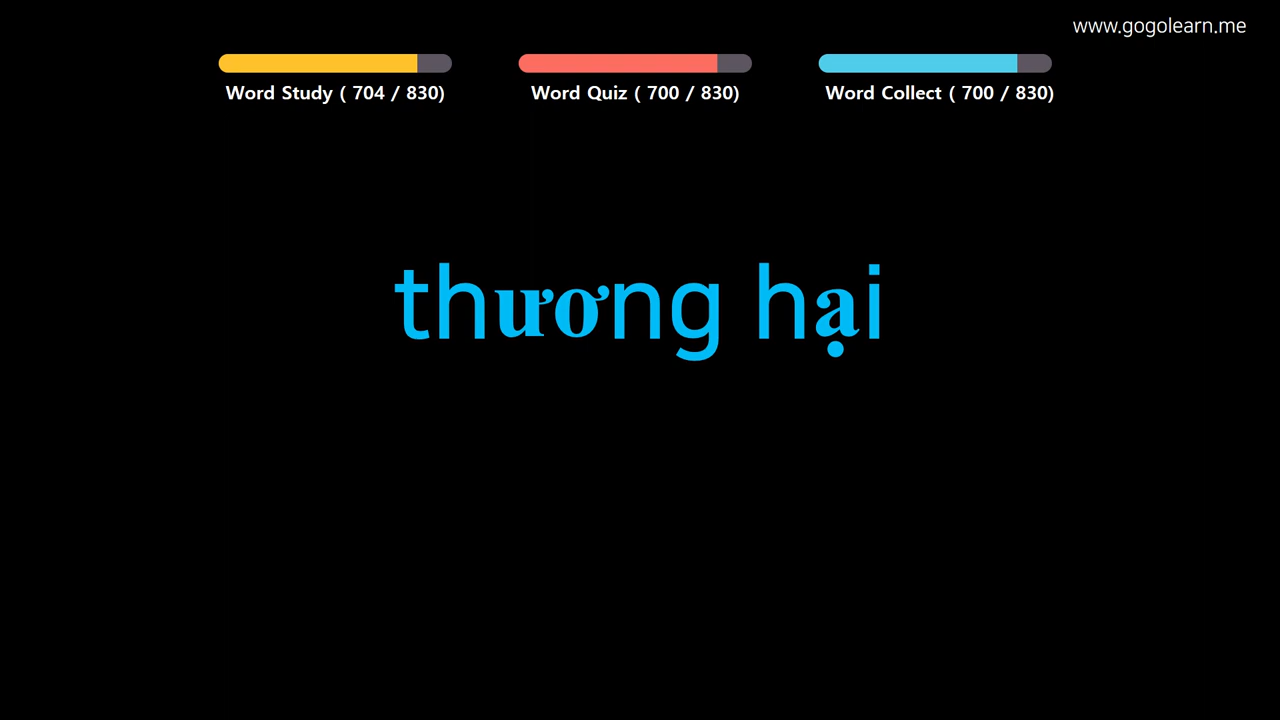 www.gogolearn.me
Word Study ( 704 / 830)
Word Quiz ( 700 / 830)
Word Collect ( 700 / 830)
thương hại